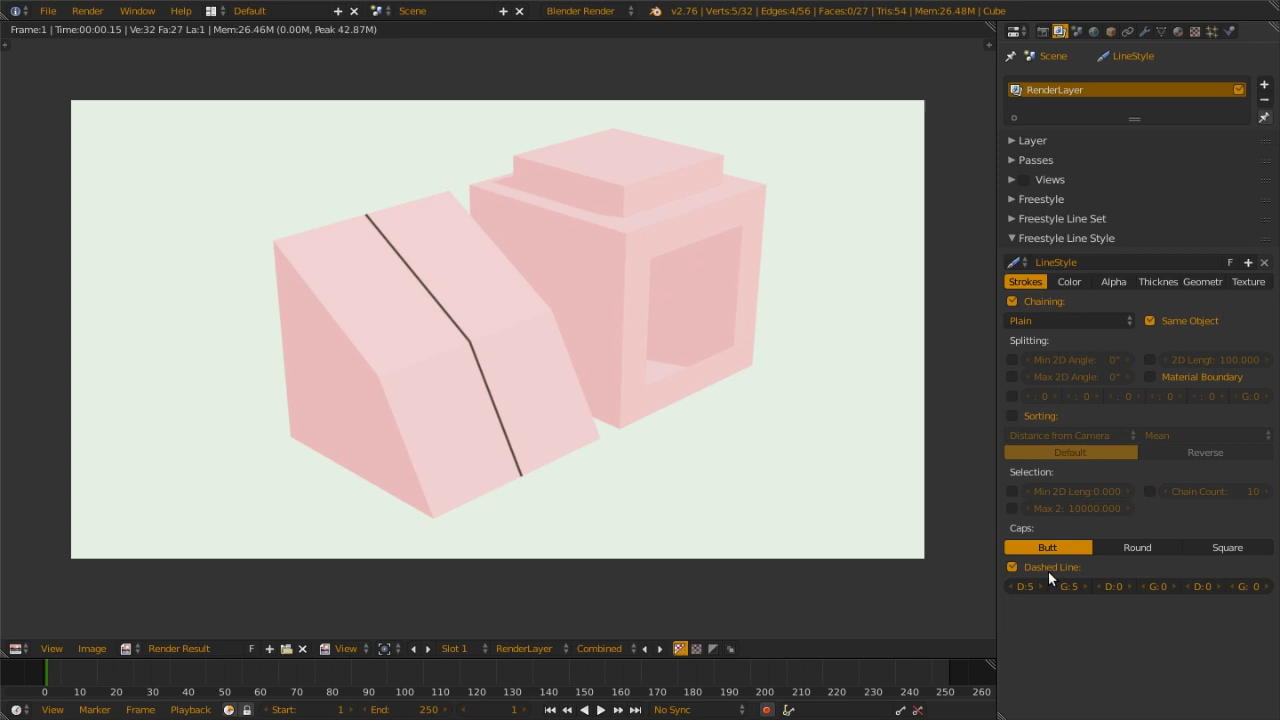 File Render Window Help Default Scene Blender Render v2.76 | Verts:5/32 | Edges:4/56 | Faces:0/27 | Tris:54 | Mem:26.48M | Cube
Frame:1 | Time:00:00.15 | Ve:32 Fa:27 La:1 | Mem:26.46M (0.00M, Peak 42.87M)
Scene LineStyle
RenderLayer
Layer
Passes
Views
Freestyle
Freestyle Line Set
Freestyle Line Style
LineStyle F
Strokes Color Alpha Thicknes Geometr Texture
Chaining:
Plain Same Object
Splitting:
Min 2D Angle: 0° 2D Lengt: 100.000
Max 2D Angle: 0° Material Boundary
: 0 : 0 : 0 : 0 : 0 G:0
Sorting:
Distance from Camera Mean
Default Reverse
Selection:
Min 2D Leng:0.000 Chain Count: 10
Max 2: 10000.000
Caps:
Butt Round Square
Dashed Line:
D:5 G:5 D:0 G:0 D:0 G: 0
View Image Render Result F View Slot 1 RenderLayer Combined
0 10 20 30 40 50 60 70 80 90 100 110 120 130 140 150 160 170 180 190 200 210 220 230 240 250 260
View Marker Frame Playback Start: 1 End: 250 1 No Sync